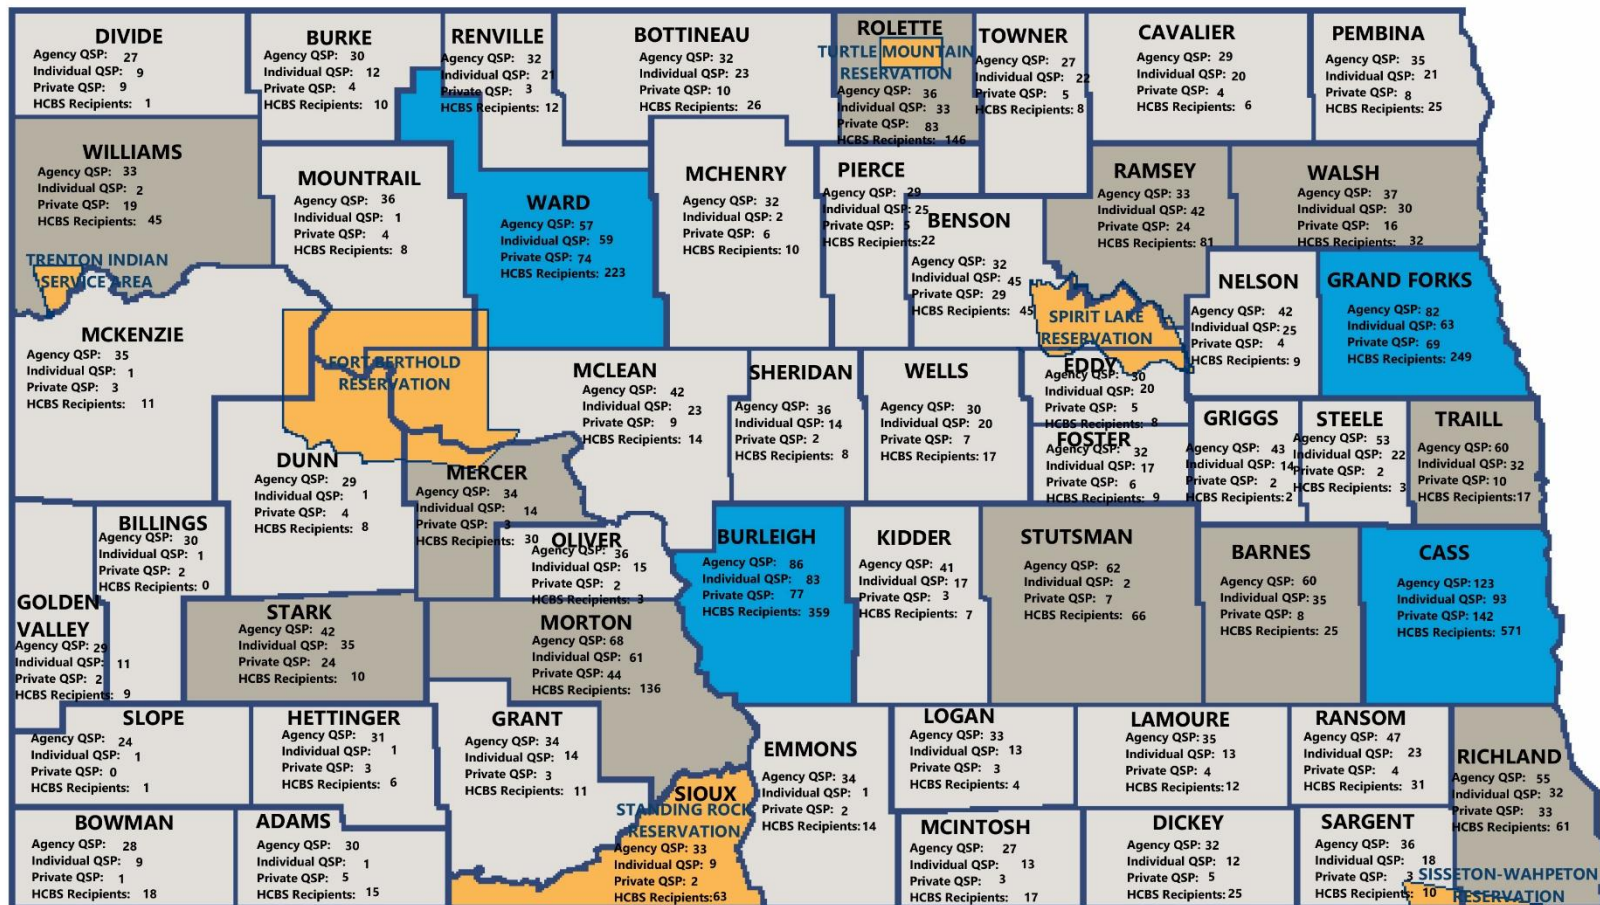 DIVIDE
Agency QSP: 27
Individual QSP: 9
Private QSP: 9
HCBS Recipients: 1
BURKE
Agency QSP: 30
Individual QSP: 12
Private QSP: 4
HCBS Recipients: 10
RENVILLE
Agency QSP: 32
Individual QSP: 21
Private QSP: 3
HCBS Recipients: 12
BOTTINEAU
Agency QSP: 32
Individual QSP: 23
Private QSP: 10
HCBS Recipients: 26
ROLETTE
TURTLE MOUNTAIN
RESERVATION
Agency QSP: 36
Individual QSP: 33
Private QSP: 83
HCBS Recipients: 146
TOWNER
Agency QSP: 27
Individual QSP: 22
Private QSP: 5
HCBS Recipients: 8
CAVALIER
Agency QSP: 29
Individual QSP: 20
Private QSP: 4
HCBS Recipients: 6
PEMBINA
Agency QSP: 35
Individual QSP: 21
Private QSP: 8
HCBS Recipients: 25
WILLIAMS
Agency QSP: 33
Individual QSP: 2
Private QSP: 19
HCBS Recipients: 45
TRENTON INDIAN
SERVICE AREA
MOUNTRAIL
Agency QSP: 36
Individual QSP: 1
Private QSP: 4
HCBS Recipients: 8
WARD
Agency QSP: 57
Individual QSP: 59
Private QSP: 74
HCBS Recipients: 223
MCHENRY
Agency QSP: 32
Individual QSP: 2
Private QSP: 6
HCBS Recipients: 10
PIERCE
Agency QSP: 29
Individual QSP: 25
Private QSP: 5
HCBS Recipients: 22
BENSON
Agency QSP: 32
Individual QSP: 45
Private QSP: 29
HCBS Recipients: 45
RAMSEY
Agency QSP: 33
Individual QSP: 42
Private QSP: 24
HCBS Recipients: 81
WALSH
Agency QSP: 37
Individual QSP: 30
Private QSP: 16
HCBS Recipients: 32
SPIRIT LAKE
RESERVATION
NELSON
Agency QSP: 42
Individual QSP: 25
Private QSP: 4
HCBS Recipients: 9
GRAND FORKS
Agency QSP: 82
Individual QSP: 63
Private QSP: 69
HCBS Recipients: 249
MCKENZIE
Agency QSP: 35
Individual QSP: 1
Private QSP: 3
HCBS Recipients: 11
FORT BERTHOLD
RESERVATION
MCLEAN
Agency QSP: 42
Individual QSP: 23
Private QSP: 9
HCBS Recipients: 14
SHERIDAN
Agency QSP: 36
Individual QSP: 14
Private QSP: 2
HCBS Recipients: 8
WELLS
Agency QSP: 30
Individual QSP: 20
Private QSP: 7
HCBS Recipients: 17
EDDY
Agency QSP: 30
Individual QSP: 20
Private QSP: 5
HCBS Recipients: 8
FOSTER
Agency QSP: 32
Individual QSP: 17
Private QSP: 6
HCBS Recipients: 9
GRIGGS
Agency QSP: 43
Individual QSP: 14
Private QSP: 2
HCBS Recipients: 2
STEELE
Agency QSP: 53
Individual QSP: 22
Private QSP: 2
HCBS Recipients: 3
TRAILL
Agency QSP: 60
Individual QSP: 32
Private QSP: 10
HCBS Recipients: 17
DUNN
Agency QSP: 29
Individual QSP: 1
Private QSP: 4
HCBS Recipients: 8
MERCER
Agency QSP: 34
Individual QSP: 14
Private QSP: 3
HCBS Recipients: 30
BILLINGS
Agency QSP: 30
Individual QSP: 1
Private QSP: 2
HCBS Recipients: 0
OLIVER
Agency QSP: 36
Individual QSP: 15
Private QSP: 2
HCBS Recipients: 3
BURLEIGH
Agency QSP: 86
Individual QSP: 83
Private QSP: 77
HCBS Recipients: 359
KIDDER
Agency QSP: 41
Individual QSP: 17
Private QSP: 3
HCBS Recipients: 7
STUTSMAN
Agency QSP: 62
Individual QSP: 2
Private QSP: 7
HCBS Recipients: 66
BARNES
Agency QSP: 60
Individual QSP: 35
Private QSP: 8
HCBS Recipients: 25
CASS
Agency QSP: 123
Individual QSP: 93
Private QSP: 142
HCBS Recipients: 571
GOLDEN
VALLEY
Agency QSP: 29
Individual QSP: 11
Private QSP: 2
HCBS Recipients: 9
STARK
Agency QSP: 42
Individual QSP: 35
Private QSP: 24
HCBS Recipients: 10
MORTON
Agency QSP: 68
Individual QSP: 61
Private QSP: 44
HCBS Recipients: 136
SLOPE
Agency QSP: 24
Individual QSP: 1
Private QSP: 0
HCBS Recipients: 1
HETTINGER
Agency QSP: 31
Individual QSP: 1
Private QSP: 3
HCBS Recipients: 6
GRANT
Agency QSP: 34
Individual QSP: 14
Private QSP: 3
HCBS Recipients: 11
EMMONS
Agency QSP: 34
Individual QSP: 1
Private QSP: 2
HCBS Recipients: 14
LOGAN
Agency QSP: 33
Individual QSP: 13
Private QSP: 3
HCBS Recipients: 4
LAMOURE
Agency QSP: 35
Individual QSP: 13
Private QSP: 4
HCBS Recipients: 12
RANSOM
Agency QSP: 47
Individual QSP: 23
Private QSP: 4
HCBS Recipients: 31
RICHLAND
Agency QSP: 55
Individual QSP: 32
Private QSP: 33
HCBS Recipients: 61
BOWMAN
Agency QSP: 28
Individual QSP: 9
Private QSP: 1
HCBS Recipients: 18
ADAMS
Agency QSP: 30
Individual QSP: 1
Private QSP: 5
HCBS Recipients: 15
SIOUX
STANDING ROCK
RESERVATION
Agency QSP: 33
Individual QSP: 9
Private QSP: 2
HCBS Recipients: 63
MCINTOSH
Agency QSP: 27
Individual QSP: 13
Private QSP: 3
HCBS Recipients: 17
DICKEY
Agency QSP: 32
Individual QSP: 12
Private QSP: 5
HCBS Recipients: 25
SARGENT
Agency QSP: 36
Individual QSP: 18
Private QSP: 3
HCBS Recipients: 10
SISSETON-WAHPETON
RESERVATION